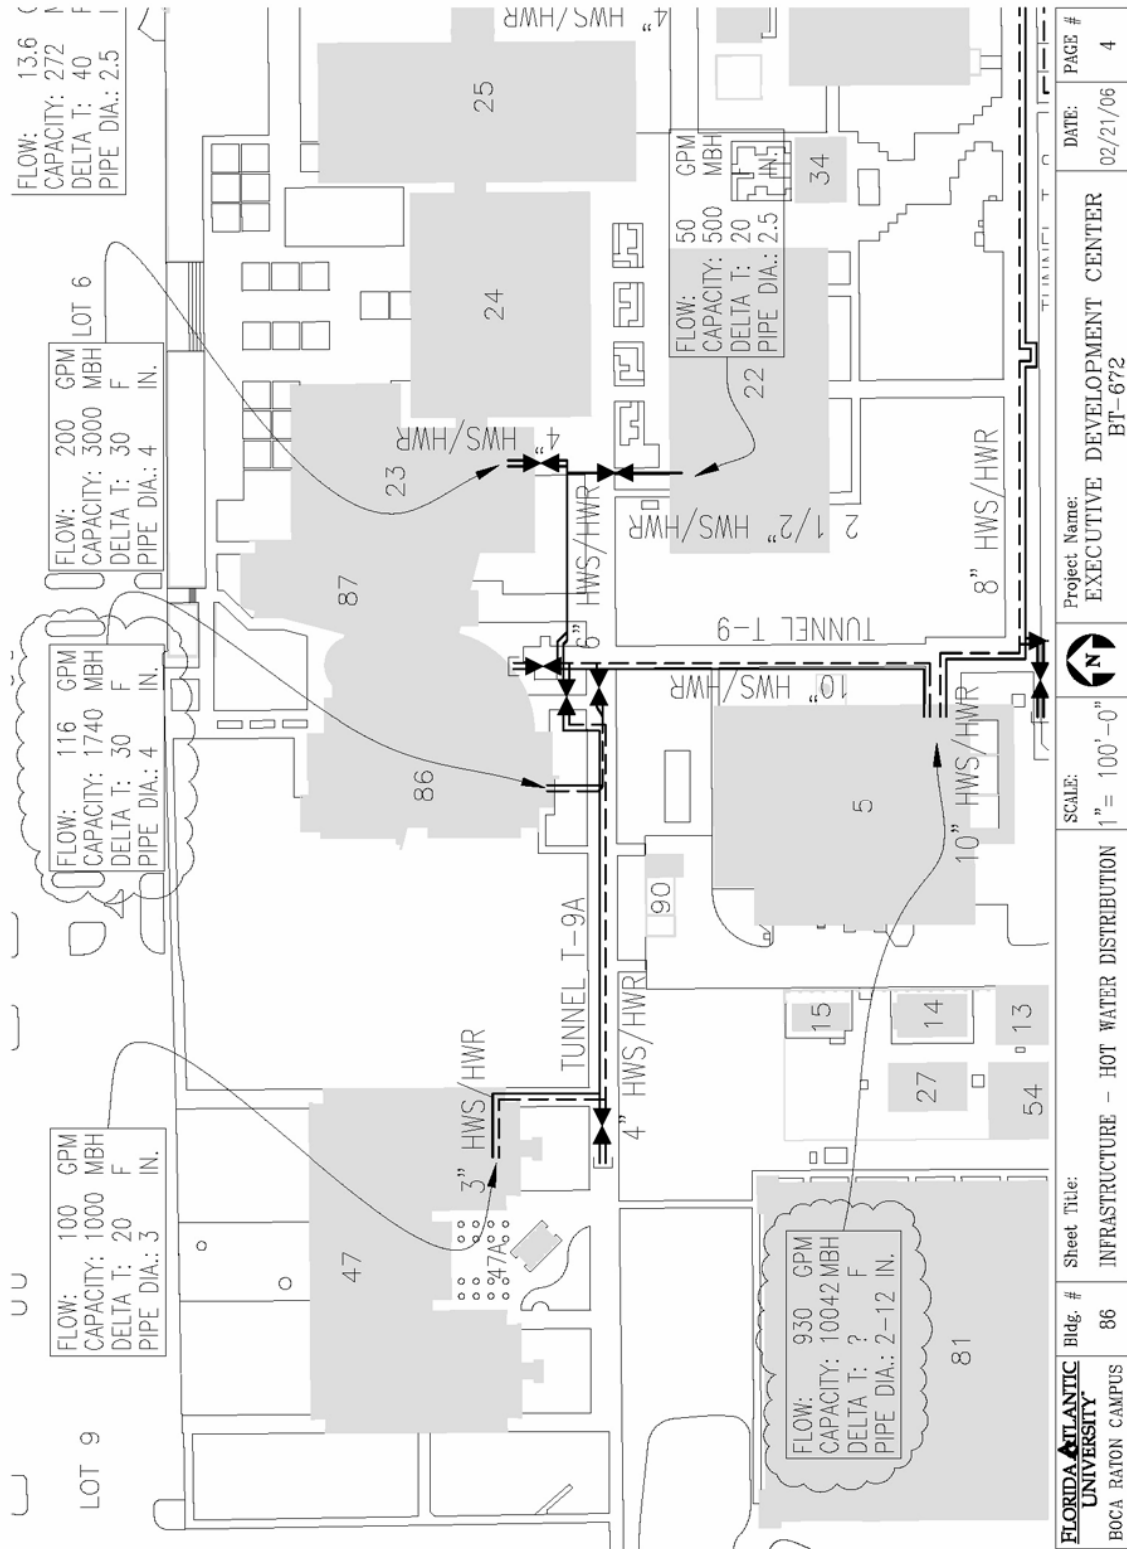 LOT 9
FLOW: 100 GPM
CAPACITY: 1000 MBH
DELTA T: 20 F
PIPE DIA.: 3 IN.
FLOW: 116 GPM
CAPACITY: 1740 MBH
DELTA T: 30 F
PIPE DIA.: 4 IN.
FLOW: 200 GPM
CAPACITY: 3000 MBH
DELTA T: 30 F
PIPE DIA.: 4 IN.
LOT 6
FLOW: 13.6
CAPACITY: 272
DELTA T: 40
PIPE DIA.: 2.5
47
86
87
23
24
25
4" HWS/HWR
4" HWS/HWR
3" HWS/HWR
47A
TUNNEL T-9A
6" HWS/HWR
4" HWS/HWR
90
10" HWS/HWR
TUNNEL T-9
2 1/2" HWS/HWR
22
FLOW: 50 GPM
CAPACITY: 500 MBH
DELTA T: 20
PIPE DIA.: 2.5 IN.
34
15
14
13
27
54
5
10" HWS/HWR
8" HWS/HWR
FLOW: 930 GPM
CAPACITY: 10042 MBH
DELTA T: ? F
PIPE DIA.: 2-12 IN.
81
FLORIDA ATLANTIC
UNIVERSITY
BOCA RATON CAMPUS
Bldg. #
86
Sheet Title:
INFRASTRUCTURE - HOT WATER DISTRIBUTION
SCALE:
1"= 100'-0"
N
Project Name:
EXECUTIVE DEVELOPMENT CENTER
BT-672
DATE:
02/21/06
PAGE #
4